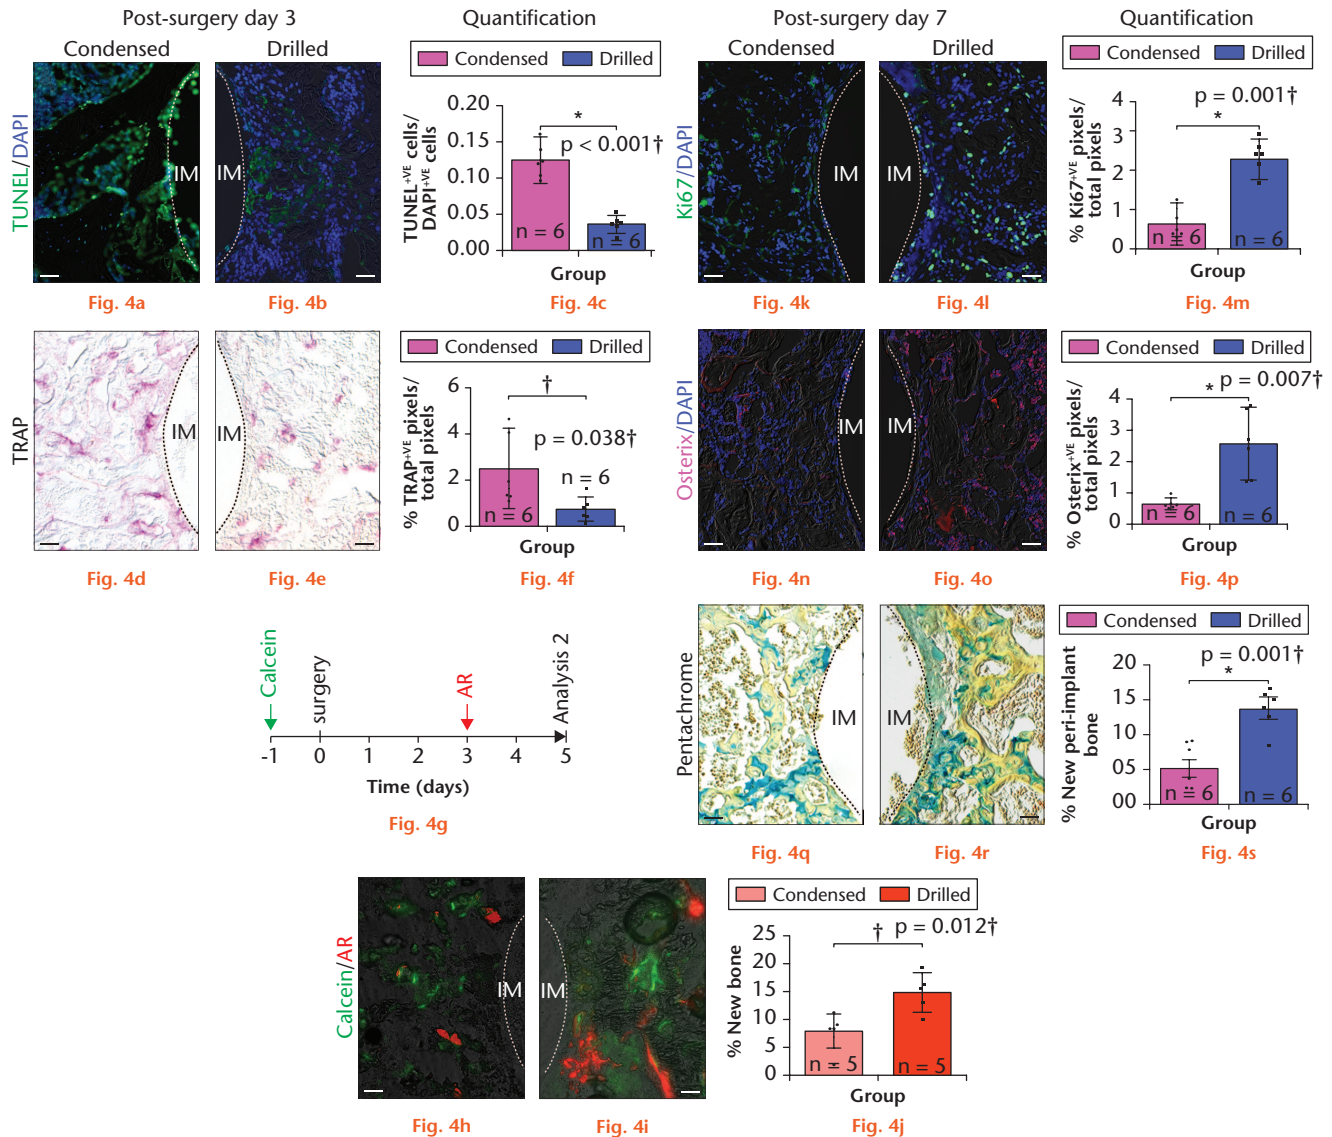 Post-surgery day 3
Quantification
Condensed
Drilled
TUNEL/DAPI
IM
IM
Condensed Drilled
TUNEL+VE cells/
DAPI+VE cells
0.20
0.15
0.10
0.05
0.00
*
p < 0.001†
n = 6
n = 6
Group
Fig. 4a
Fig. 4b
Fig. 4c
TRAP
IM
IM
Condensed Drilled
% TRAP+VE pixels/
total pixels
6
4
2
0
†
p = 0.038†
n = 6
n = 6
Group
Fig. 4d
Fig. 4e
Fig. 4f
Calcein
surgery
AR
Analysis 2
-1 0 1 2 3 4 5
Time (days)
Fig. 4g
Post-surgery day 7
Quantification
Condensed
Drilled
Ki67/DAPI
IM
IM
Condensed Drilled
% Ki67+VE pixels/
total pixels
4
3
2
1
0
p = 0.001†
*
n = 6
n = 6
Group
Fig. 4k
Fig. 4l
Fig. 4m
Osterix/DAPI
IM
IM
Condensed Drilled
% Osterix+VE pixels/
total pixels
4
3
2
1
0
* p = 0.007†
n = 6
n = 6
Group
Fig. 4n
Fig. 4o
Fig. 4p
Pentachrome
IM
IM
Condensed Drilled
% New peri-implant
bone
20
15
10
05
00
p = 0.001†
*
n = 6
n = 6
Group
Fig. 4q
Fig. 4r
Fig. 4s
Calcein/AR
IM
IM
Condensed Drilled
% New bone
25
20
15
10
5
0
† p = 0.012†
n = 5
n = 5
Group
Fig. 4h
Fig. 4i
Fig. 4j